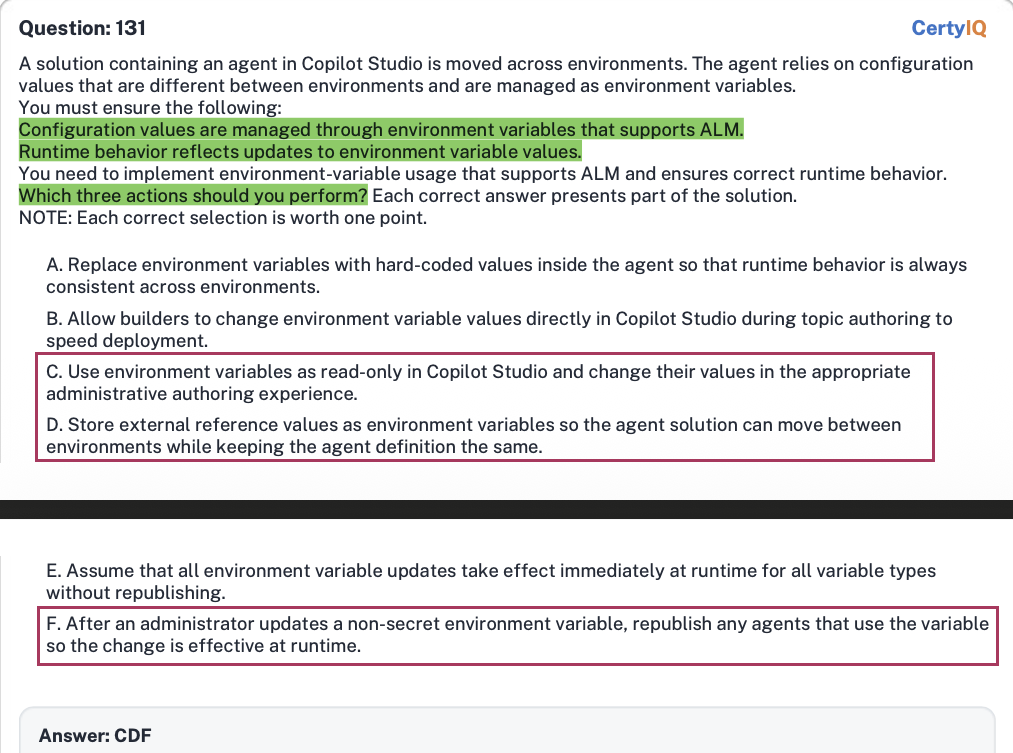 Question: 131
CertyIQ
A solution containing an agent in Copilot Studio is moved across environments. The agent relies on configuration
values that are different between environments and are managed as environment variables.
You must ensure the following:
Configuration values are managed through environment variables that supports ALM.
Runtime behavior reflects updates to environment variable values.
You need to implement environment-variable usage that supports ALM and ensures correct runtime behavior.
Which three actions should you perform? Each correct answer presents part of the solution.
NOTE: Each correct selection is worth one point.
A. Replace environment variables with hard-coded values inside the agent so that runtime behavior is always
consistent across environments.
B. Allow builders to change environment variable values directly in Copilot Studio during topic authoring to
speed deployment.
C. Use environment variables as read-only in Copilot Studio and change their values in the appropriate
administrative authoring experience.
D. Store external reference values as environment variables so the agent solution can move between
environments while keeping the agent definition the same.
E. Assume that all environment variable updates take effect immediately at runtime for all variable types
without republishing.
F. After an administrator updates a non-secret environment variable, republish any agents that use the variable
so the change is effective at runtime.
Answer: CDF